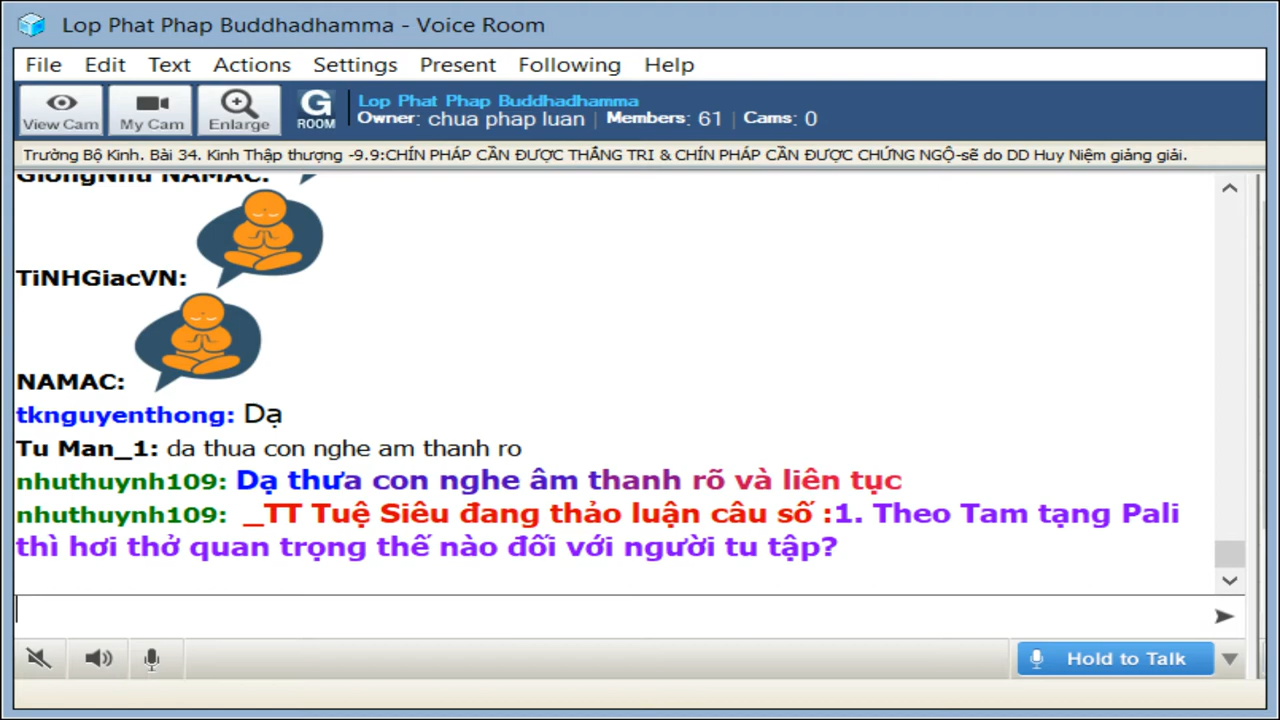 Lop Phat Phap Buddhadhamma - Voice Room
File Edit Text Actions Settings Present Following Help
View Cam My Cam Enlarge G ROOM
Lop Phat Phap Buddhadhamma
Owner: chua phap luan | Members: 61 | Cams: 0
Trường Bộ Kinh. Bài 34. Kinh Thập thượng -9.9:CHÍN PHÁP CẦN ĐƯỢC THẮNG TRI & CHÍN PHÁP CẦN ĐƯỢC CHỨNG NGỘ-sẽ do DD Huy Niệm giảng giải.
GiongNhu NAMAC:
TiNHGiacVN:
NAMAC:
tknguyenthong: Dạ
Tu Man_1: da thua con nghe am thanh ro
nhuthuynh109: Dạ thưa con nghe âm thanh rõ và liên tục
nhuthuynh109: _TT Tuệ Siêu đang thảo luận câu số :1. Theo Tam tạng Pali
thì hơi thở quan trọng thế nào đối với người tu tập?
Hold to Talk